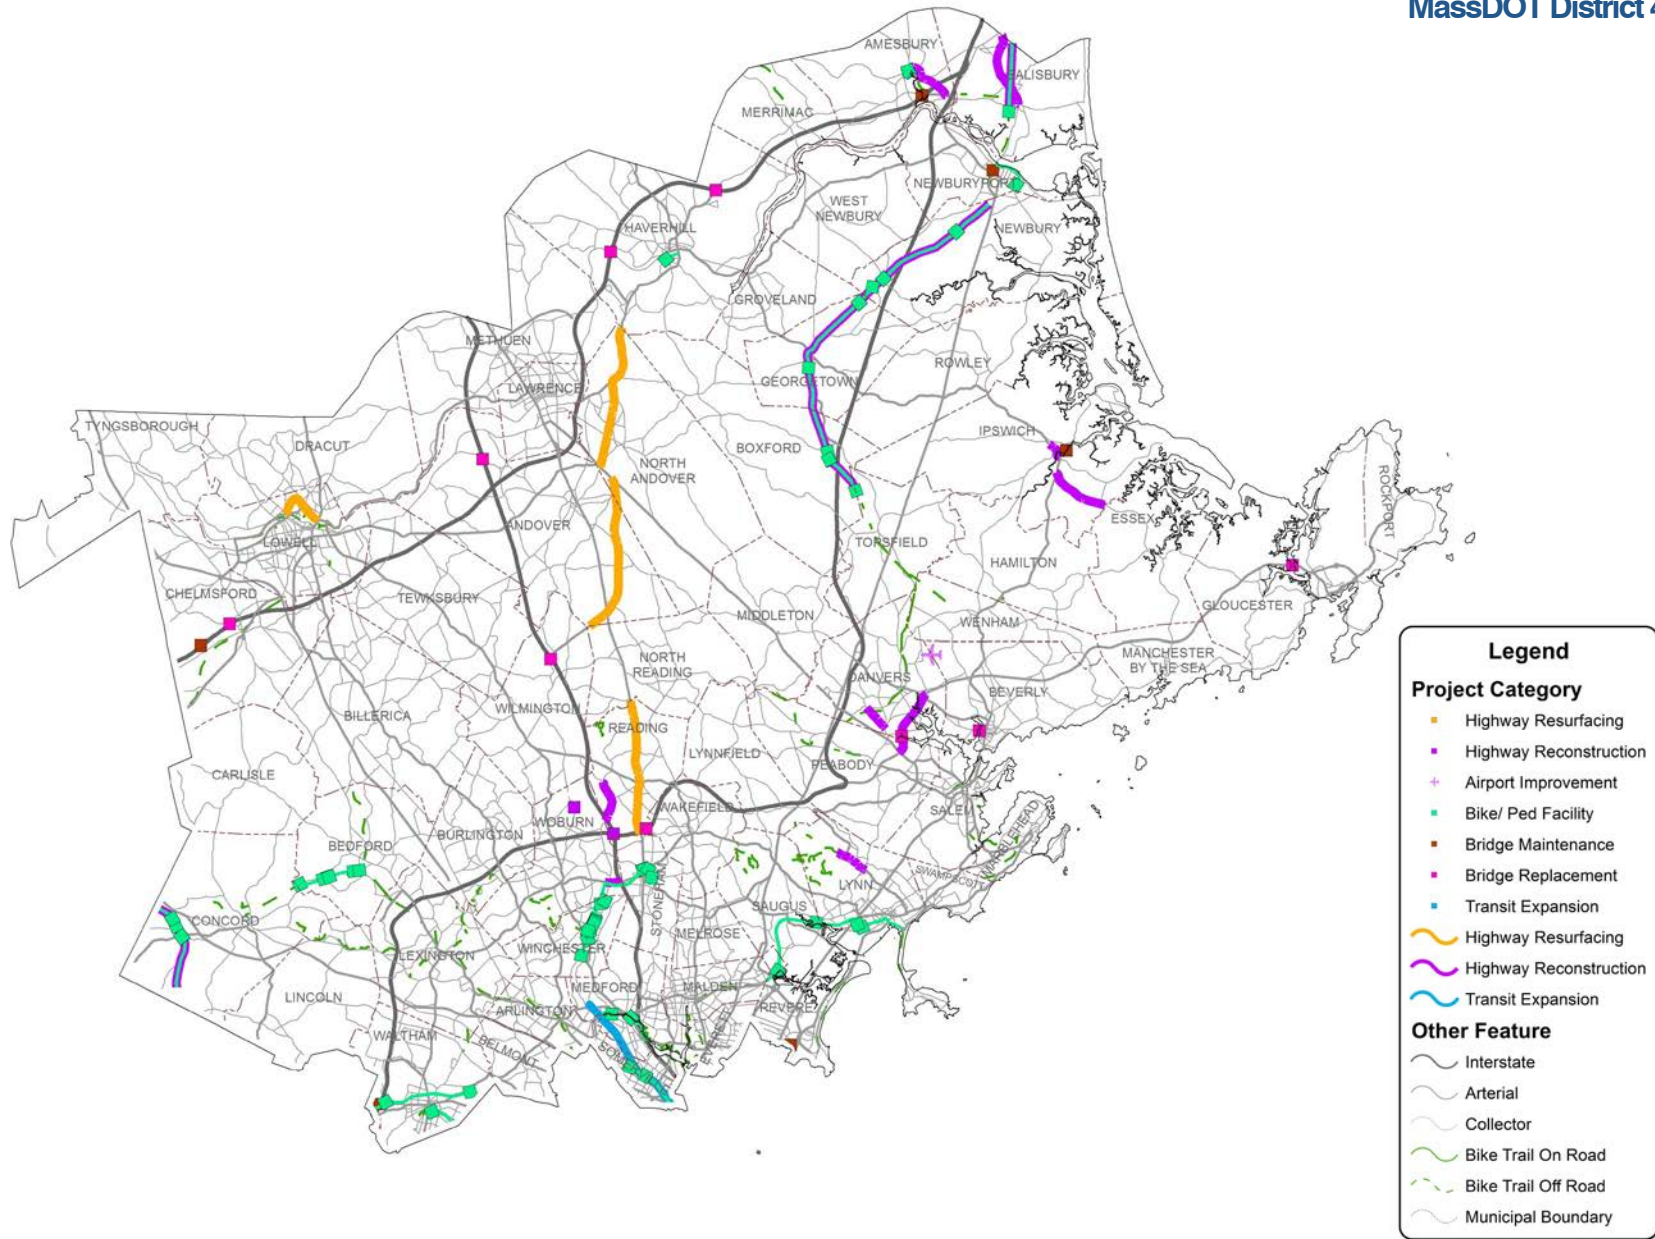 MassDOT District 4
AMESBURY
SALISBURY
MERRIMAC
NEWBURYPORT
WEST
NEWBURY
HAVERHILL
NEWBURY
GROVELAND
METHUEN
ROWLEY
LAWRENCE
GEORGETOWN
TYNGSBOROUGH
IPSWICH
DRACUT
BOXFORD
NORTH
ANDOVER
ROCKPORT
ESSEX
ANDOVER
LOWELL
TOPSFIELD
HAMILTON
CHELMSFORD
TEWKSBURY
GLOUCESTER
MIDDLETON
WENHAM
MANCHESTER
BY THE SEA
NORTH
READING
DANVERS
BEVERLY
WILMINGTON
BILLERICA
READING
LYNNFIELD
PEABODY
CARLISLE
WAKEFIELD
SALEM
WOBURN
BURLINGTON
MARBLEHEAD
BEDFORD
LYNN
SWAMPSCOTT
STONEHAM
SAUGUS
CONCORD
MELROSE
WINCHESTER
LEXINGTON
MEDFORD
MALDEN
LINCOLN
ARLINGTON
REVERE
EVERETT
WALTHAM
BELMONT
Legend
Project Category
Highway Resurfacing
Highway Reconstruction
Airport Improvement
Bike/ Ped Facility
Bridge Maintenance
Bridge Replacement
Transit Expansion
Highway Resurfacing
Highway Reconstruction
Transit Expansion
Other Feature
Interstate
Arterial
Collector
Bike Trail On Road
Bike Trail Off Road
Municipal Boundary